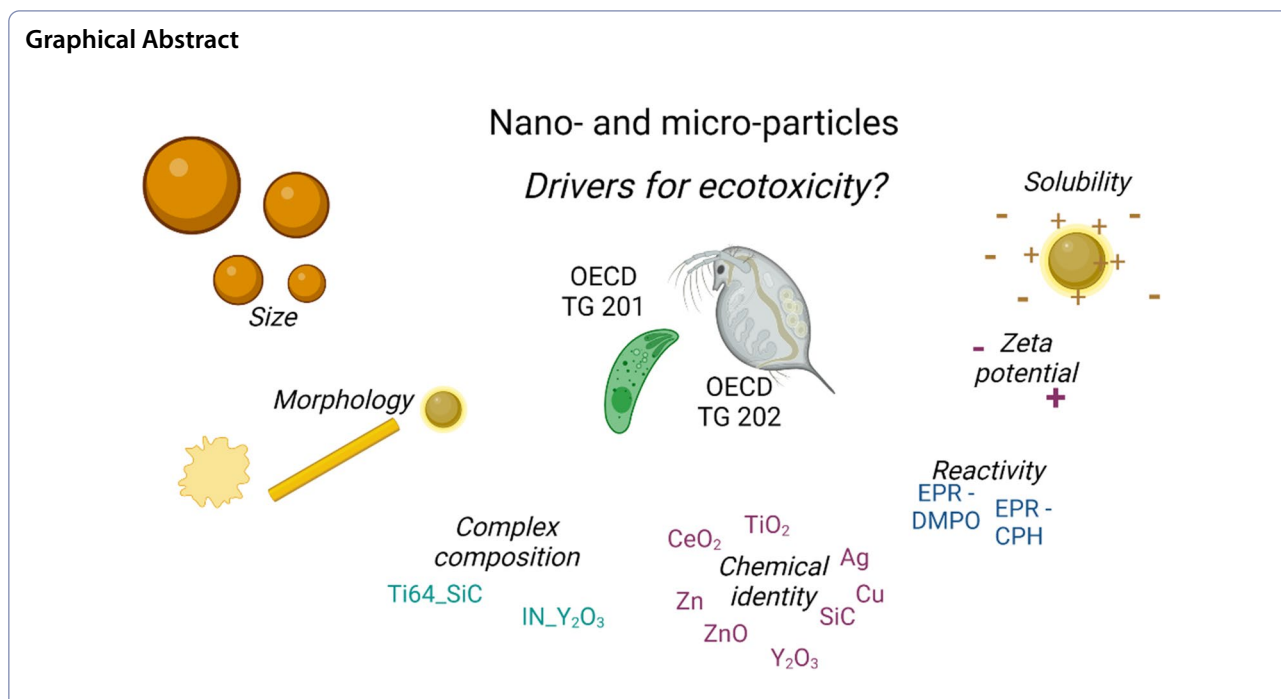 Graphical Abstract
Nano- and micro-particles
Drivers for ecotoxicity?
Size
Morphology
OECD
TG 201
OECD
TG 202
Solubility
- + + -
- + ++
- + -
- Zeta
potential
+
Reactivity
EPR -
DMPO
EPR -
CPH
Complex
composition
Ti64_SiC
IN_Y₂O₃
Chemical
identity
CeO₂
TiO₂
Ag
Zn
Cu
SiC
ZnO
Y₂O₃